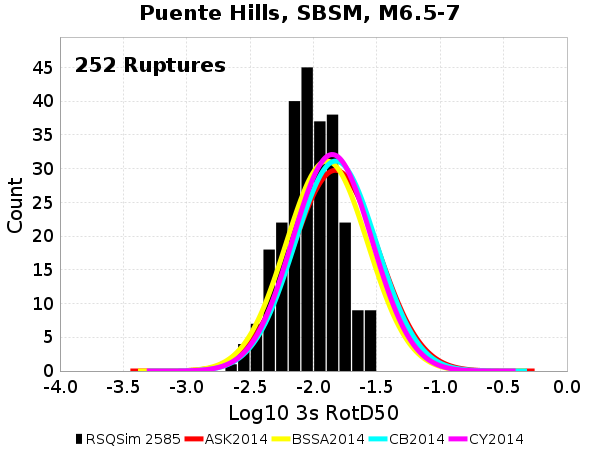 Puente Hills, SBSM, M6.5-7
252 Ruptures
Count
45
40
35
30
25
20
15
10
5
0
-4.0 -3.5 -3.0 -2.5 -2.0 -1.5 -1.0 -0.5 0.0
Log10 3s RotD50
RSQSim 2585 ASK2014 BSSA2014 CB2014 CY2014